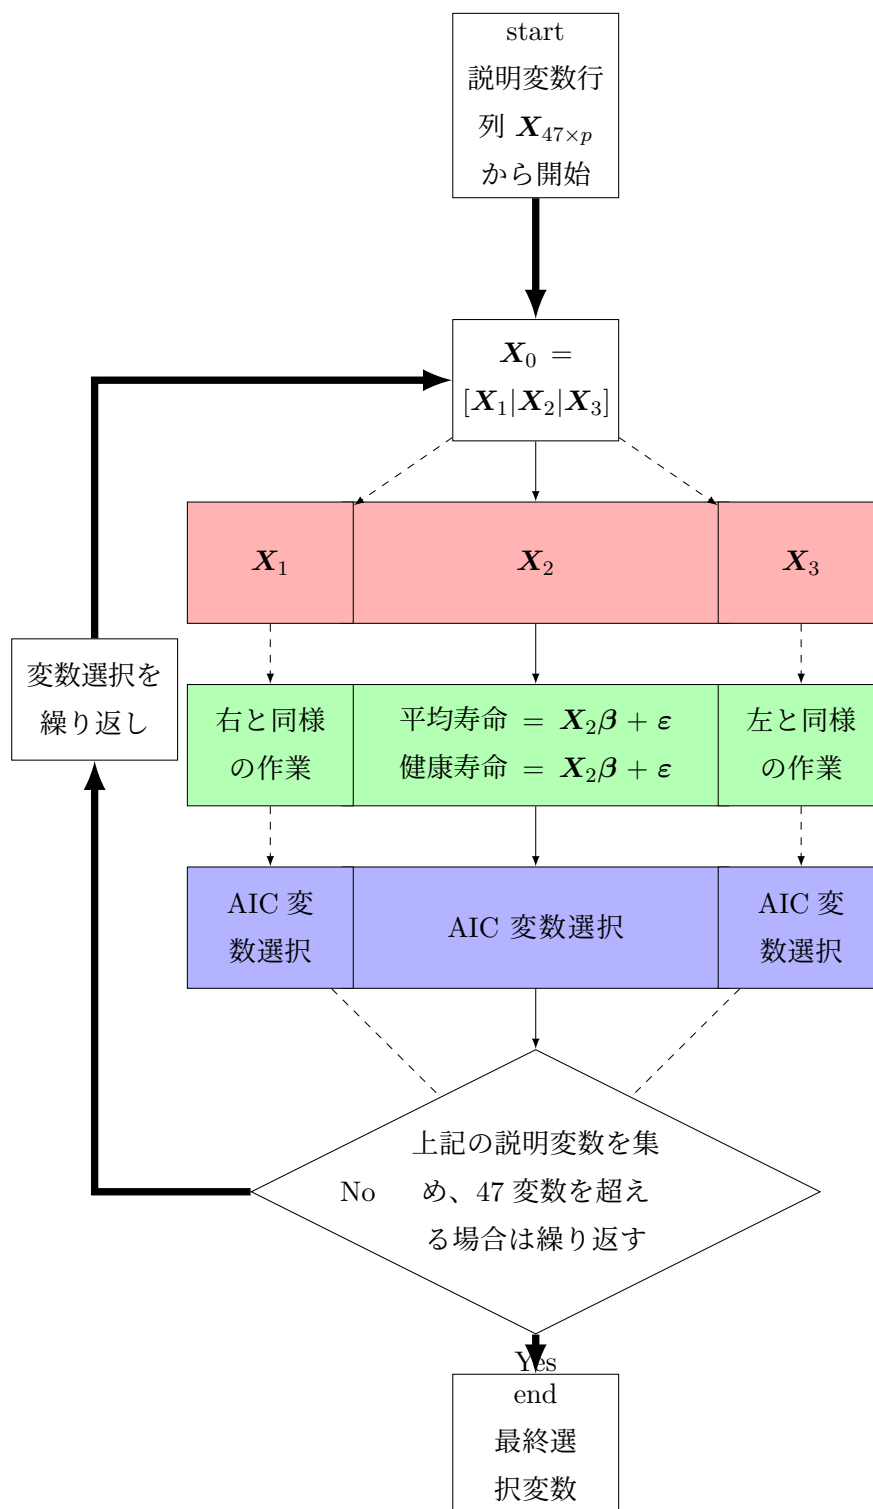 start
説明変数行
列 X₄₇ₓₚ
から開始
X₀ =
[X₁|X₂|X₃]
X₁
X₂
X₃
変数選択を
繰り返し
右と同様
の作業
平均寿命 = X₂β + ε
健康寿命 = X₂β + ε
左と同様
の作業
AIC 変
数選択
AIC 変数選択
AIC 変
数選択
No
上記の説明変数を集
め、47 変数を超え
る場合は繰り返す
Yes
end
最終選
択変数